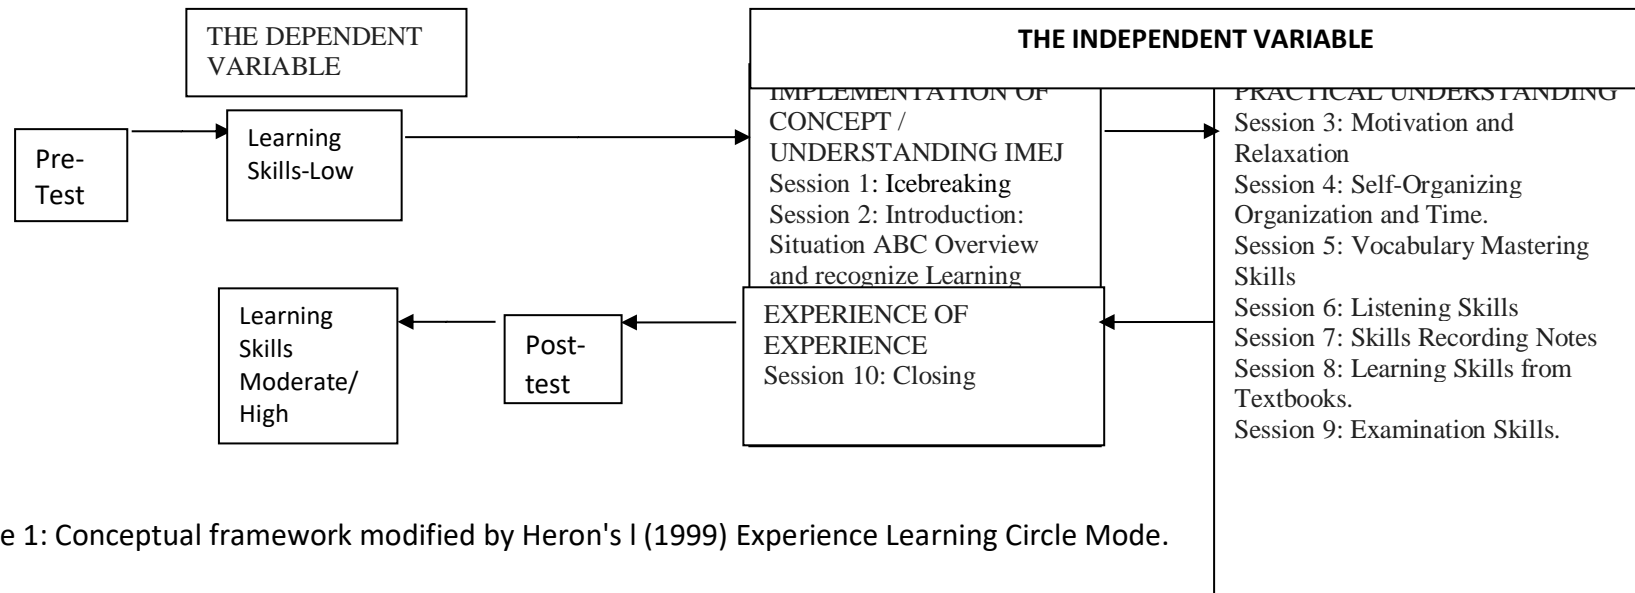 THE DEPENDENT
VARIABLE
THE INDEPENDENT VARIABLE
Pre-
Test
Learning
Skills-Low
IMPLEMENTATION OF
CONCEPT /
UNDERSTANDING IMEJ
Session 1: Icebreaking
Session 2: Introduction:
Situation ABC Overview
and recognize Learning
PRACTICAL UNDERSTANDING
Session 3: Motivation and
Relaxation
Session 4: Self-Organizing
Organization and Time.
Session 5: Vocabulary Mastering
Skills
Session 6: Listening Skills
Session 7: Skills Recording Notes
Session 8: Learning Skills from
Textbooks.
Session 9: Examination Skills.
EXPERIENCE OF
EXPERIENCE
Session 10: Closing
Post-
test
Learning
Skills
Moderate/
High
e 1: Conceptual framework modified by Heron's l (1999) Experience Learning Circle Mode.